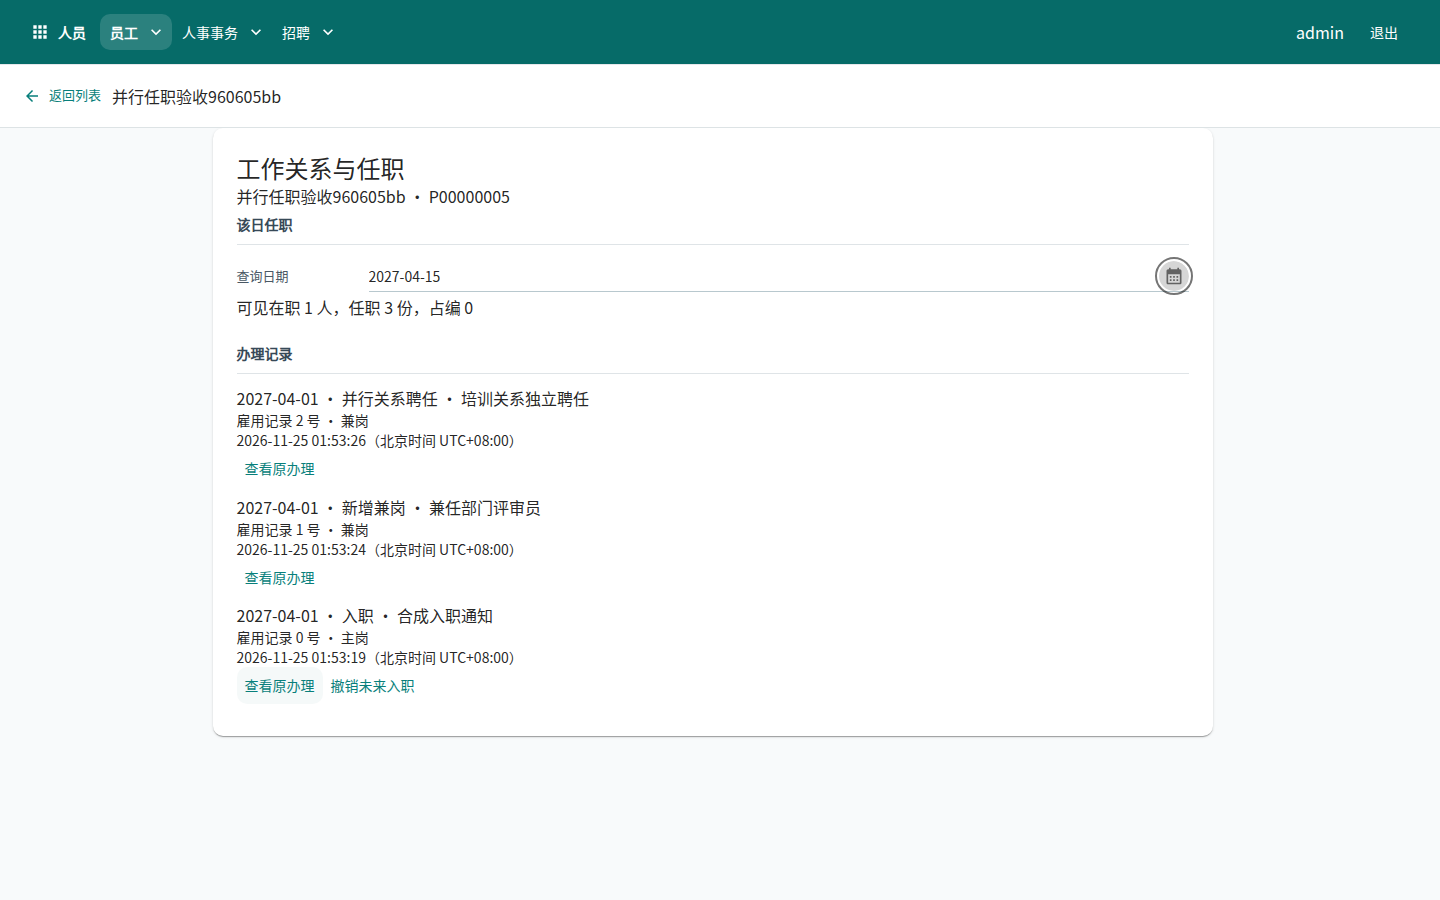 人员 员工 人事事务 招聘 admin 退出
返回列表 并行任职验收960605bb
工作关系与任职
并行任职验收960605bb · P00000005
该日任职
查询日期 2027-04-15
可见在职 1 人，任职 3 份，占编 0
办理记录
2027-04-01 · 并行关系聘任 · 培训关系独立聘任
雇用记录 2 号 · 兼岗
2026-11-25 01:53:26（北京时间 UTC+08:00）
查看原办理
2027-04-01 · 新增兼岗 · 兼任部门评审员
雇用记录 1 号 · 兼岗
2026-11-25 01:53:24（北京时间 UTC+08:00）
查看原办理
2027-04-01 · 入职 · 合成入职通知
雇用记录 0 号 · 主岗
2026-11-25 01:53:19（北京时间 UTC+08:00）
查看原办理 撤销未来入职